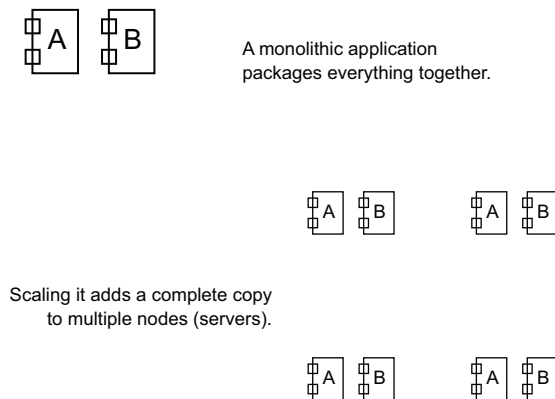 A B
A monolithic application
packages everything together.
A B A B
Scaling it adds a complete copy
to multiple nodes (servers).
A B A B